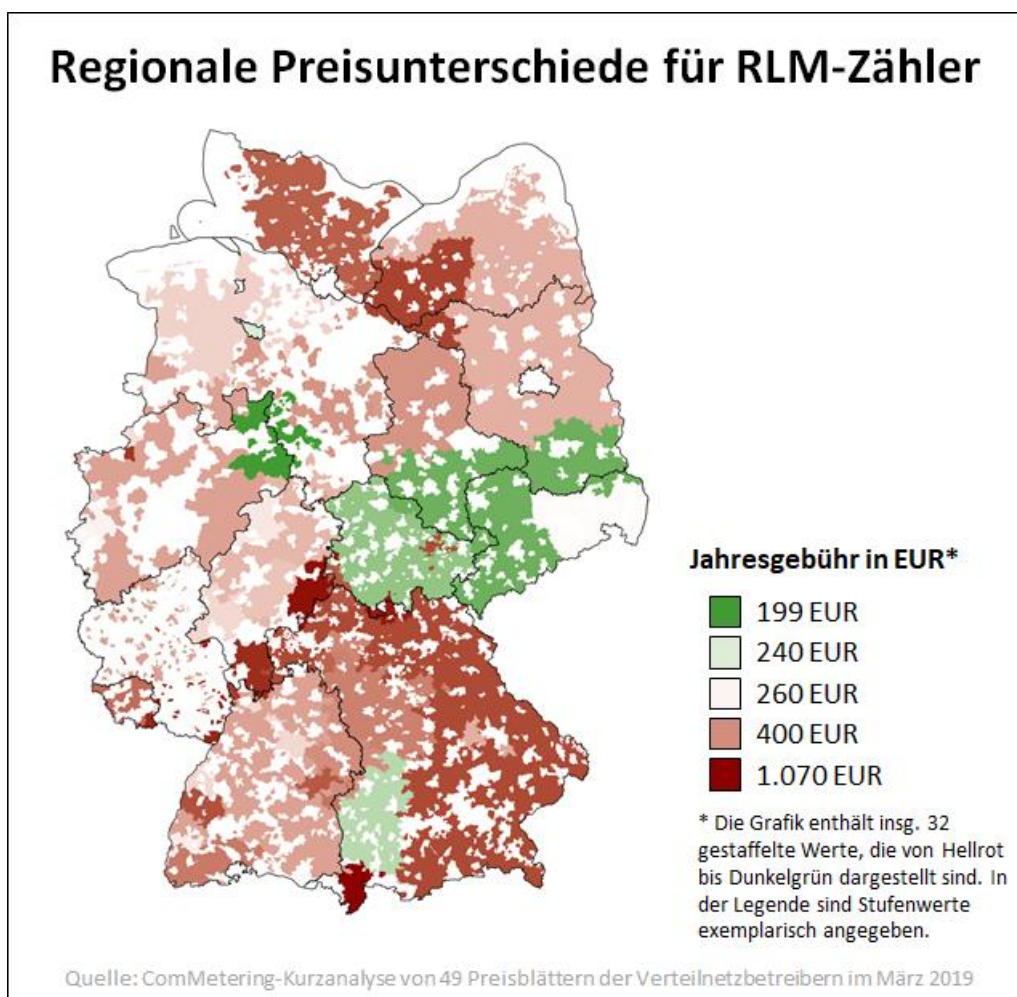 Regionale Preisunterschiede für RLM-Zähler
Jahresgebühr in EUR*
199 EUR
240 EUR
260 EUR
400 EUR
1.070 EUR
* Die Grafik enthält insg. 32
gestaffelte Werte, die von Hellrot
bis Dunkelgrün dargestellt sind. In
der Legende sind Stufenwerte
exemplarisch angegeben.
Quelle: ComMetering-Kurzanalyse von 49 Preisblättern der Verteilnetzbetreibern im März 2019